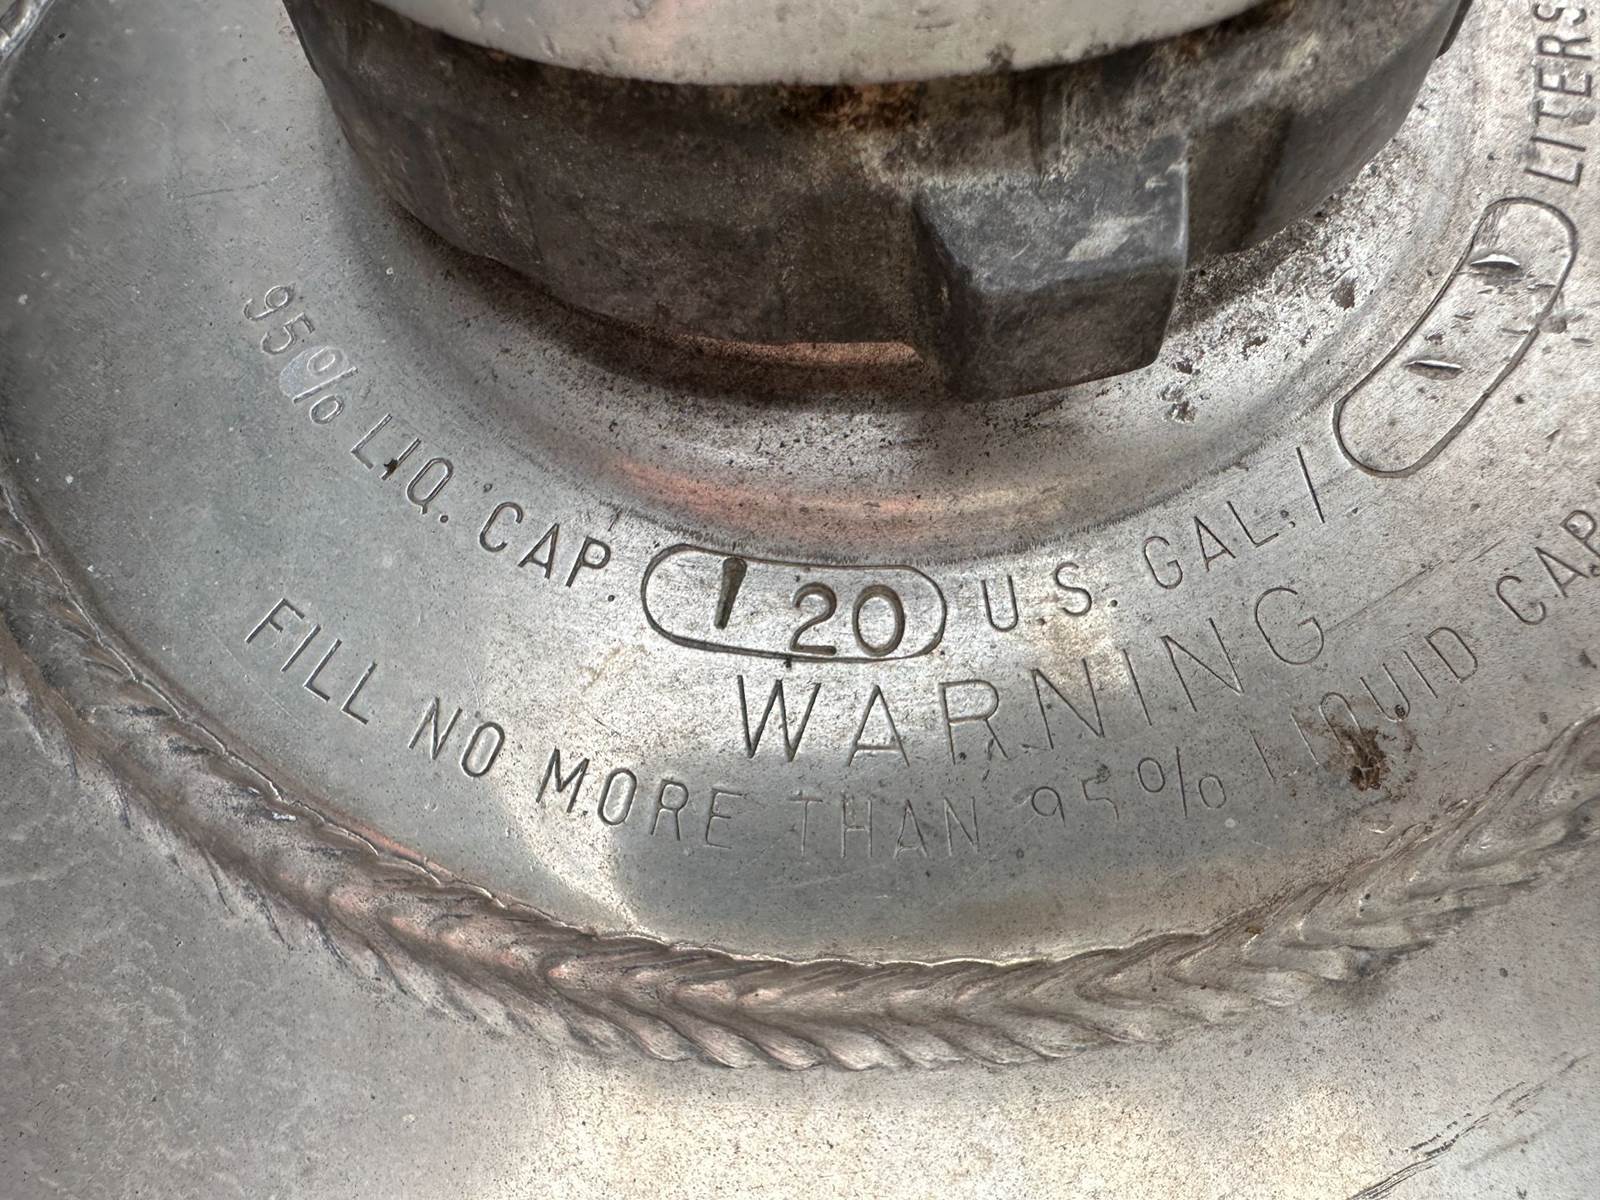 95% LIQ. CAP. 120 U.S. GAL./ LITERS
WARNING
FILL NO MORE THAN 95% LIQUID CAP.